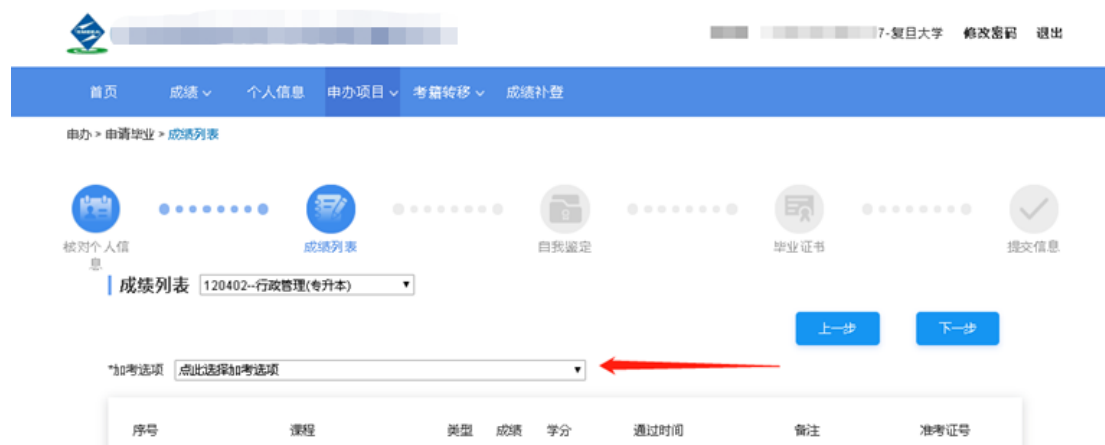 7-复旦大学 修改密码 退出
首页 成绩 个人信息 申办项目 考籍转移 成绩补登
申办 > 申请毕业 > 成绩列表
核对个人信息 成绩列表 自我鉴定 毕业证书 提交信息
成绩列表 120402--行政管理(专升本)
上一步 下一步
*加考选项 点此选择加考选项
序号 课程 类型 成绩 学分 通过时间 备注 准考证号